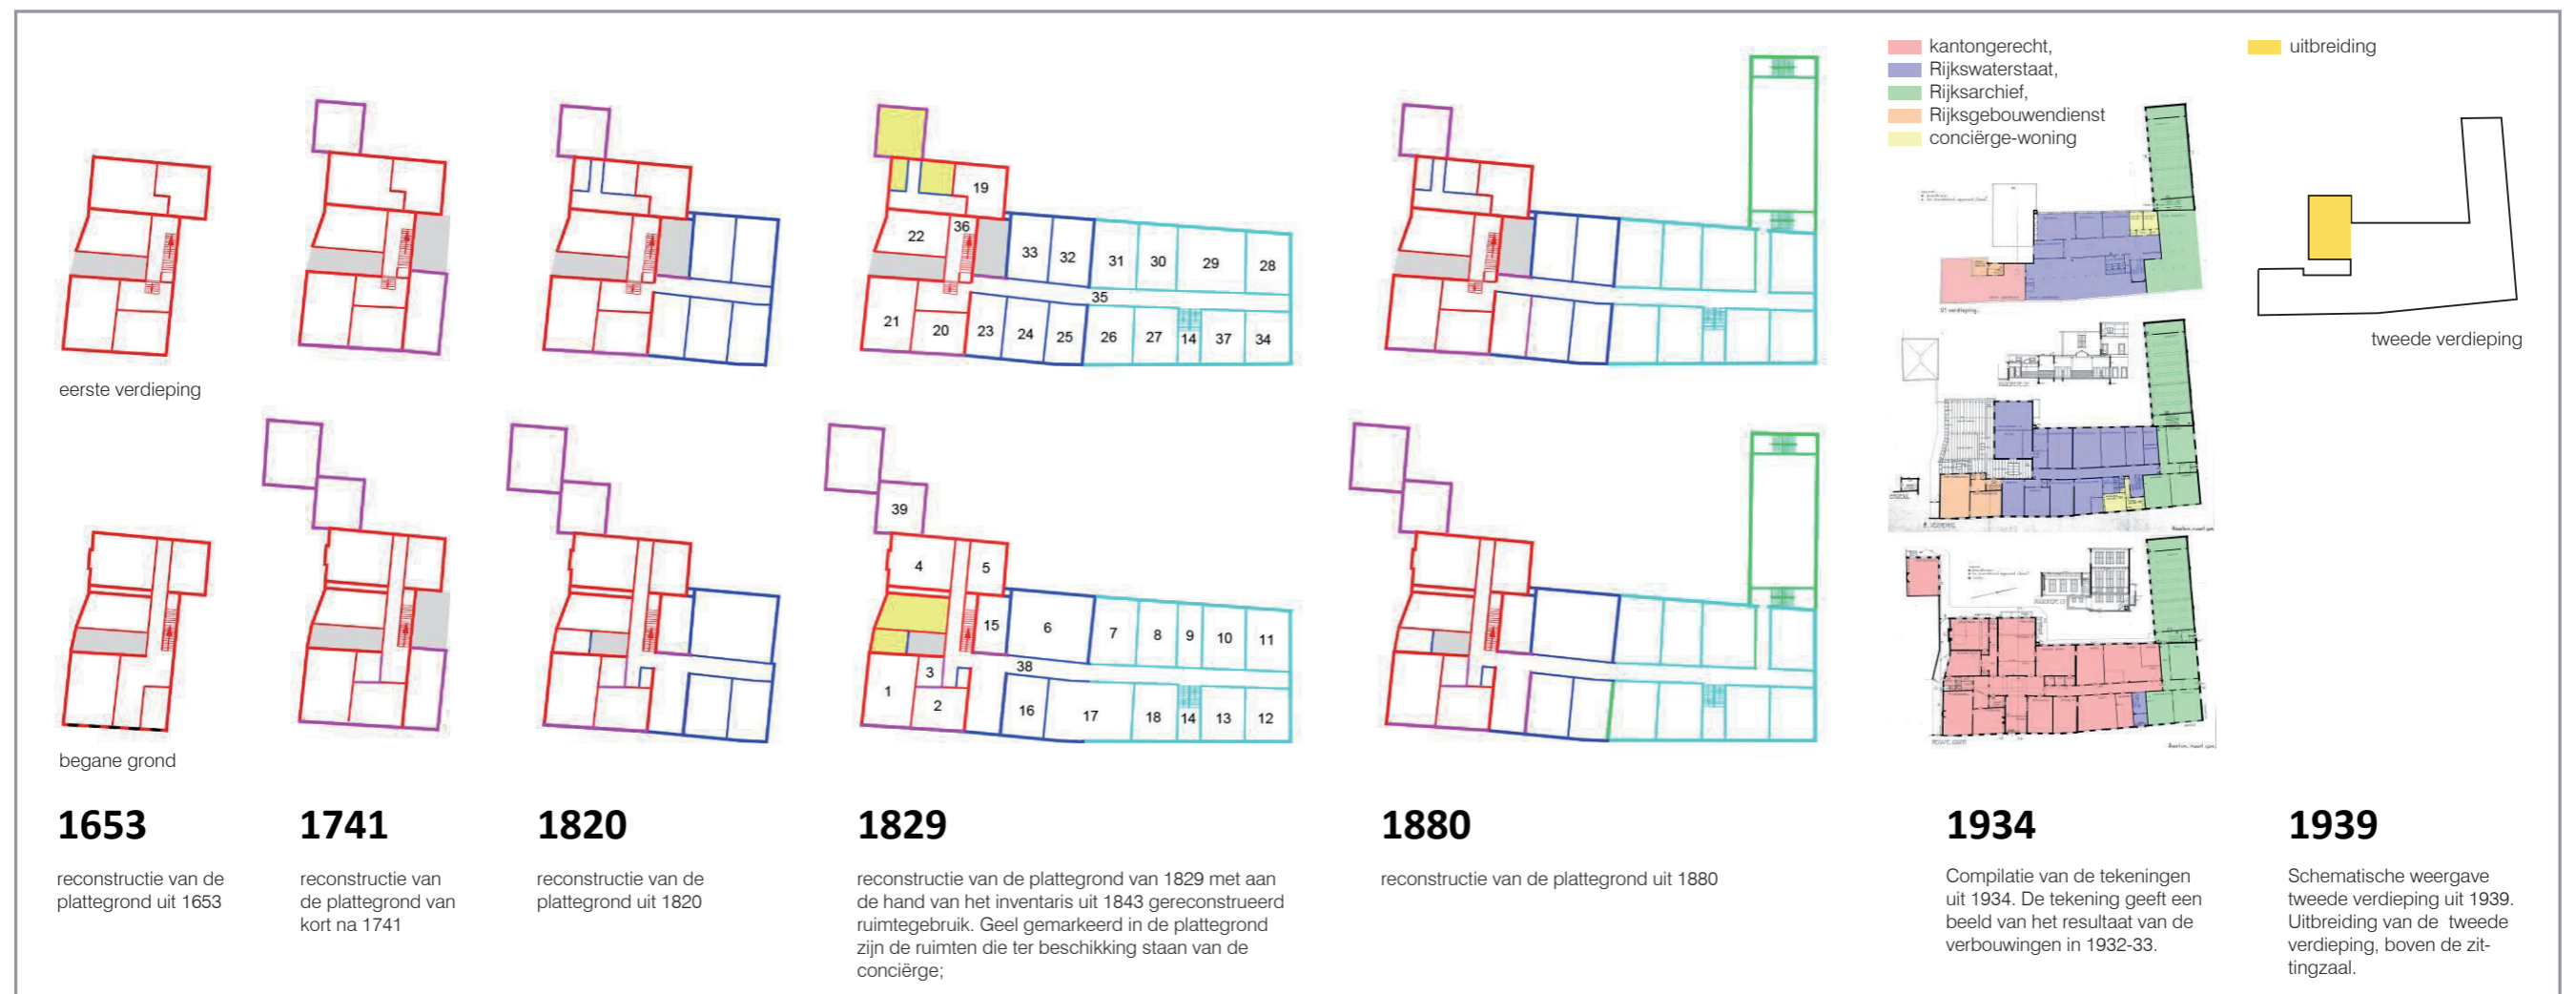 kantongerecht,
Rijkswaterstaat,
Rijksarchief,
Rijksgebouwendienst
conciërge-woning
uitbreiding
19
36
22
33
32
31
30
29
28
35
21
20
23
24
25
26
27
14
37
34
tweede verdieping
eerste verdieping
39
4
5
15
6
7
8
9
10
11
38
3
1
2
16
17
18
14
13
12
begane grond
1653
reconstructie van de
plattegrond uit 1653
1741
reconstructie van
de plattegrond van
kort na 1741
1820
reconstructie van de
plattegrond uit 1820
1829
reconstructie van de plattegrond van 1829 met aan
de hand van het inventaris uit 1843 gereconstrueerd
ruimtegebruik. Geel gemarkeerd in de plattegrond
zijn de ruimten die ter beschikking staan van de
conciërge;
1880
reconstructie van de plattegrond uit 1880
1934
Compilatie van de tekeningen
uit 1934. De tekening geeft een
beeld van het resultaat van de
verbouwingen in 1932-33.
1939
Schematische weergave
tweede verdieping uit 1939.
Uitbreiding van de tweede
verdieping, boven de zit-
tingzaal.